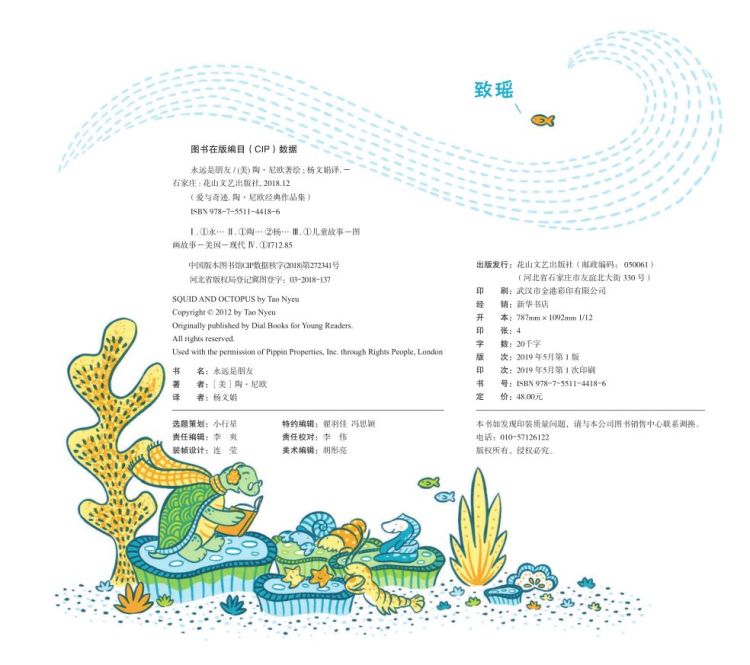 致瑶
图书在版编目（CIP）数据
永远是朋友 / (美) 陶·尼欧著绘 ; 杨文娟译. －
石家庄 : 花山文艺出版社, 2018.12
（爱与奇迹. 陶·尼欧经典作品集）
ISBN 978-7-5511-4418-6
Ⅰ. ①永… Ⅱ. ①陶… ②杨… Ⅲ. ①儿童故事－图
画故事－美国－现代 Ⅳ. ①I712.85
中国版本图书馆CIP数据核字(2018)第272341号
河北省版权局登记冀图登字：03-2018-137
SQUID AND OCTOPUS by Tao Nyeu
Copyright © 2012 by Tao Nyeu
Originally published by Dial Books for Young Readers.
All rights reserved.
Used with the permission of Pippin Properties, Inc. through Rights People, London
书　　名：永远是朋友
著　　者：［美］陶·尼欧
译　　者：杨文娟
选题策划：小行星　特约编辑：翟羽佳 冯思颖
责任编辑：李　爽　责任校对：李　伟
装帧设计：连　莹　美术编辑：胡彤亮
出版发行：花山文艺出版社（邮政编码：050061）
（河北省石家庄市友谊北大街 330 号）
印　　刷：武汉市金港彩印有限公司
经　　销：新华书店
开　　本：787mm × 1092mm 1/12
印　　张：4
字　　数：20千字
版　　次：2019 年5月第 1 版
印　　次：2019 年5月第 1 次印刷
书　　号：ISBN 978-7-5511-4418-6
定　　价：48.00元
本书如发现印装质量问题，请与本公司图书销售中心联系调换。
电话：010-57126122
版权所有，侵权必究。